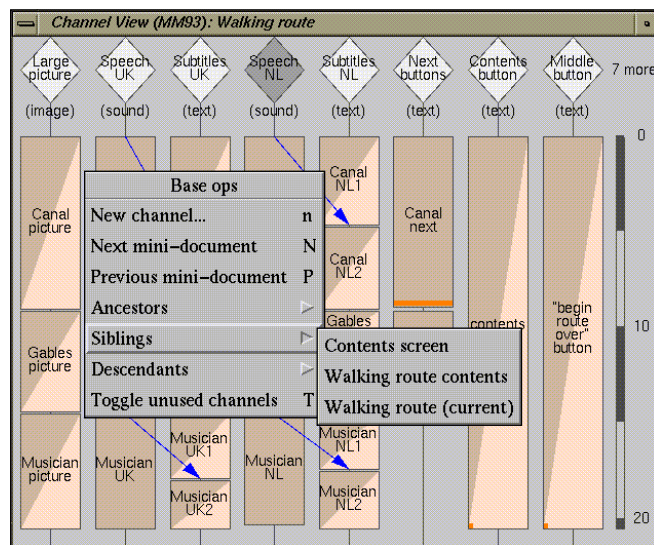 Channel View (MM93): Walking route
Large
picture
Speech
UK
Subtitles
UK
Speech
NL
Subtitles
NL
Next
buttons
Contents
button
Middle
button
7 more
(image)
(sound)
(text)
(sound)
(text)
(text)
(text)
(text)
0
Canal
NL1
Base ops
New channel... n
Next mini-document N
Previous mini-document P
Ancestors
Siblings
Descendants
Toggle unused channels T
Canal
picture
Canal
next
Canal
NL2
Gables
contents
"begin
route
over"
button
10
Contents screen
Walking route contents
Walking route (current)
Gables
picture
Musician
picture
Musician
UK
Musician
UK1
Musician
UK2
Musician
NL
Musician
NL1
Musician
NL2
20